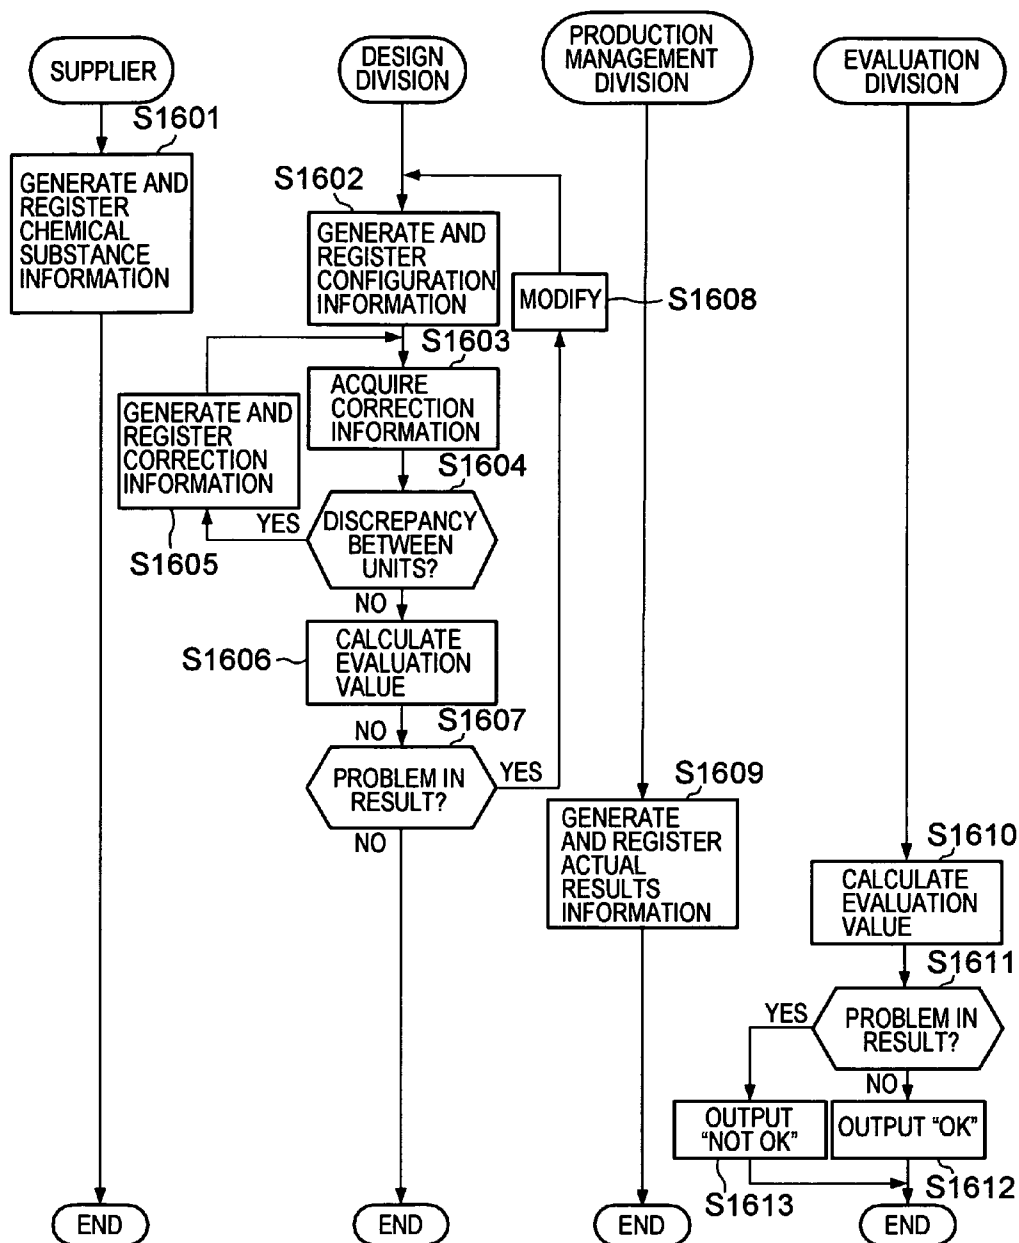 SUPPLIER
DESIGN
DIVISION
PRODUCTION
MANAGEMENT
DIVISION
EVALUATION
DIVISION
S1601
GENERATE AND
REGISTER
CHEMICAL
SUBSTANCE
INFORMATION
S1602
GENERATE AND
REGISTER
CONFIGURATION
INFORMATION
MODIFY
S1608
S1603
ACQUIRE
CORRECTION
INFORMATION
GENERATE AND
REGISTER
CORRECTION
INFORMATION
S1605
S1604
YES
DISCREPANCY
BETWEEN
UNITS?
NO
S1606
CALCULATE
EVALUATION
VALUE
NO
S1607
PROBLEM IN
RESULT?
YES
NO
S1609
GENERATE
AND REGISTER
ACTUAL
RESULTS
INFORMATION
S1610
CALCULATE
EVALUATION
VALUE
S1611
YES
PROBLEM IN
RESULT?
NO
OUTPUT
“NOT OK”
OUTPUT “OK”
S1613
S1612
END
END
END
END